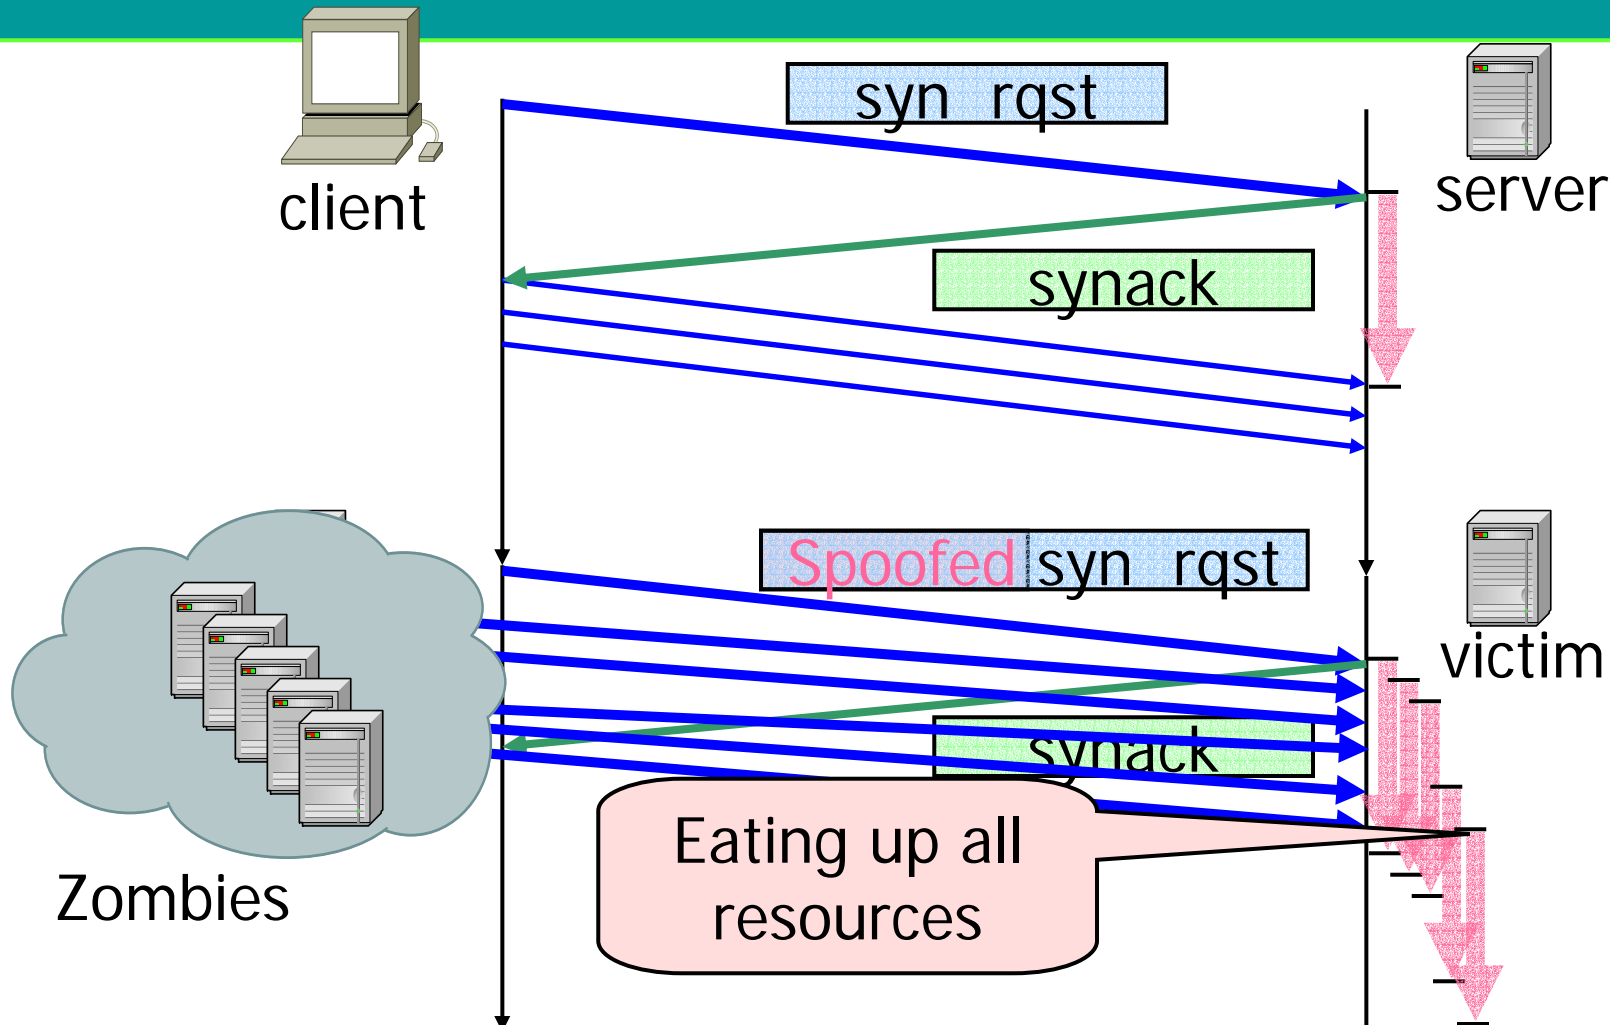 syn rqst
client
server
synack
Spoofed syn rqst
victim
synack
Eating up all
resources
Zombies